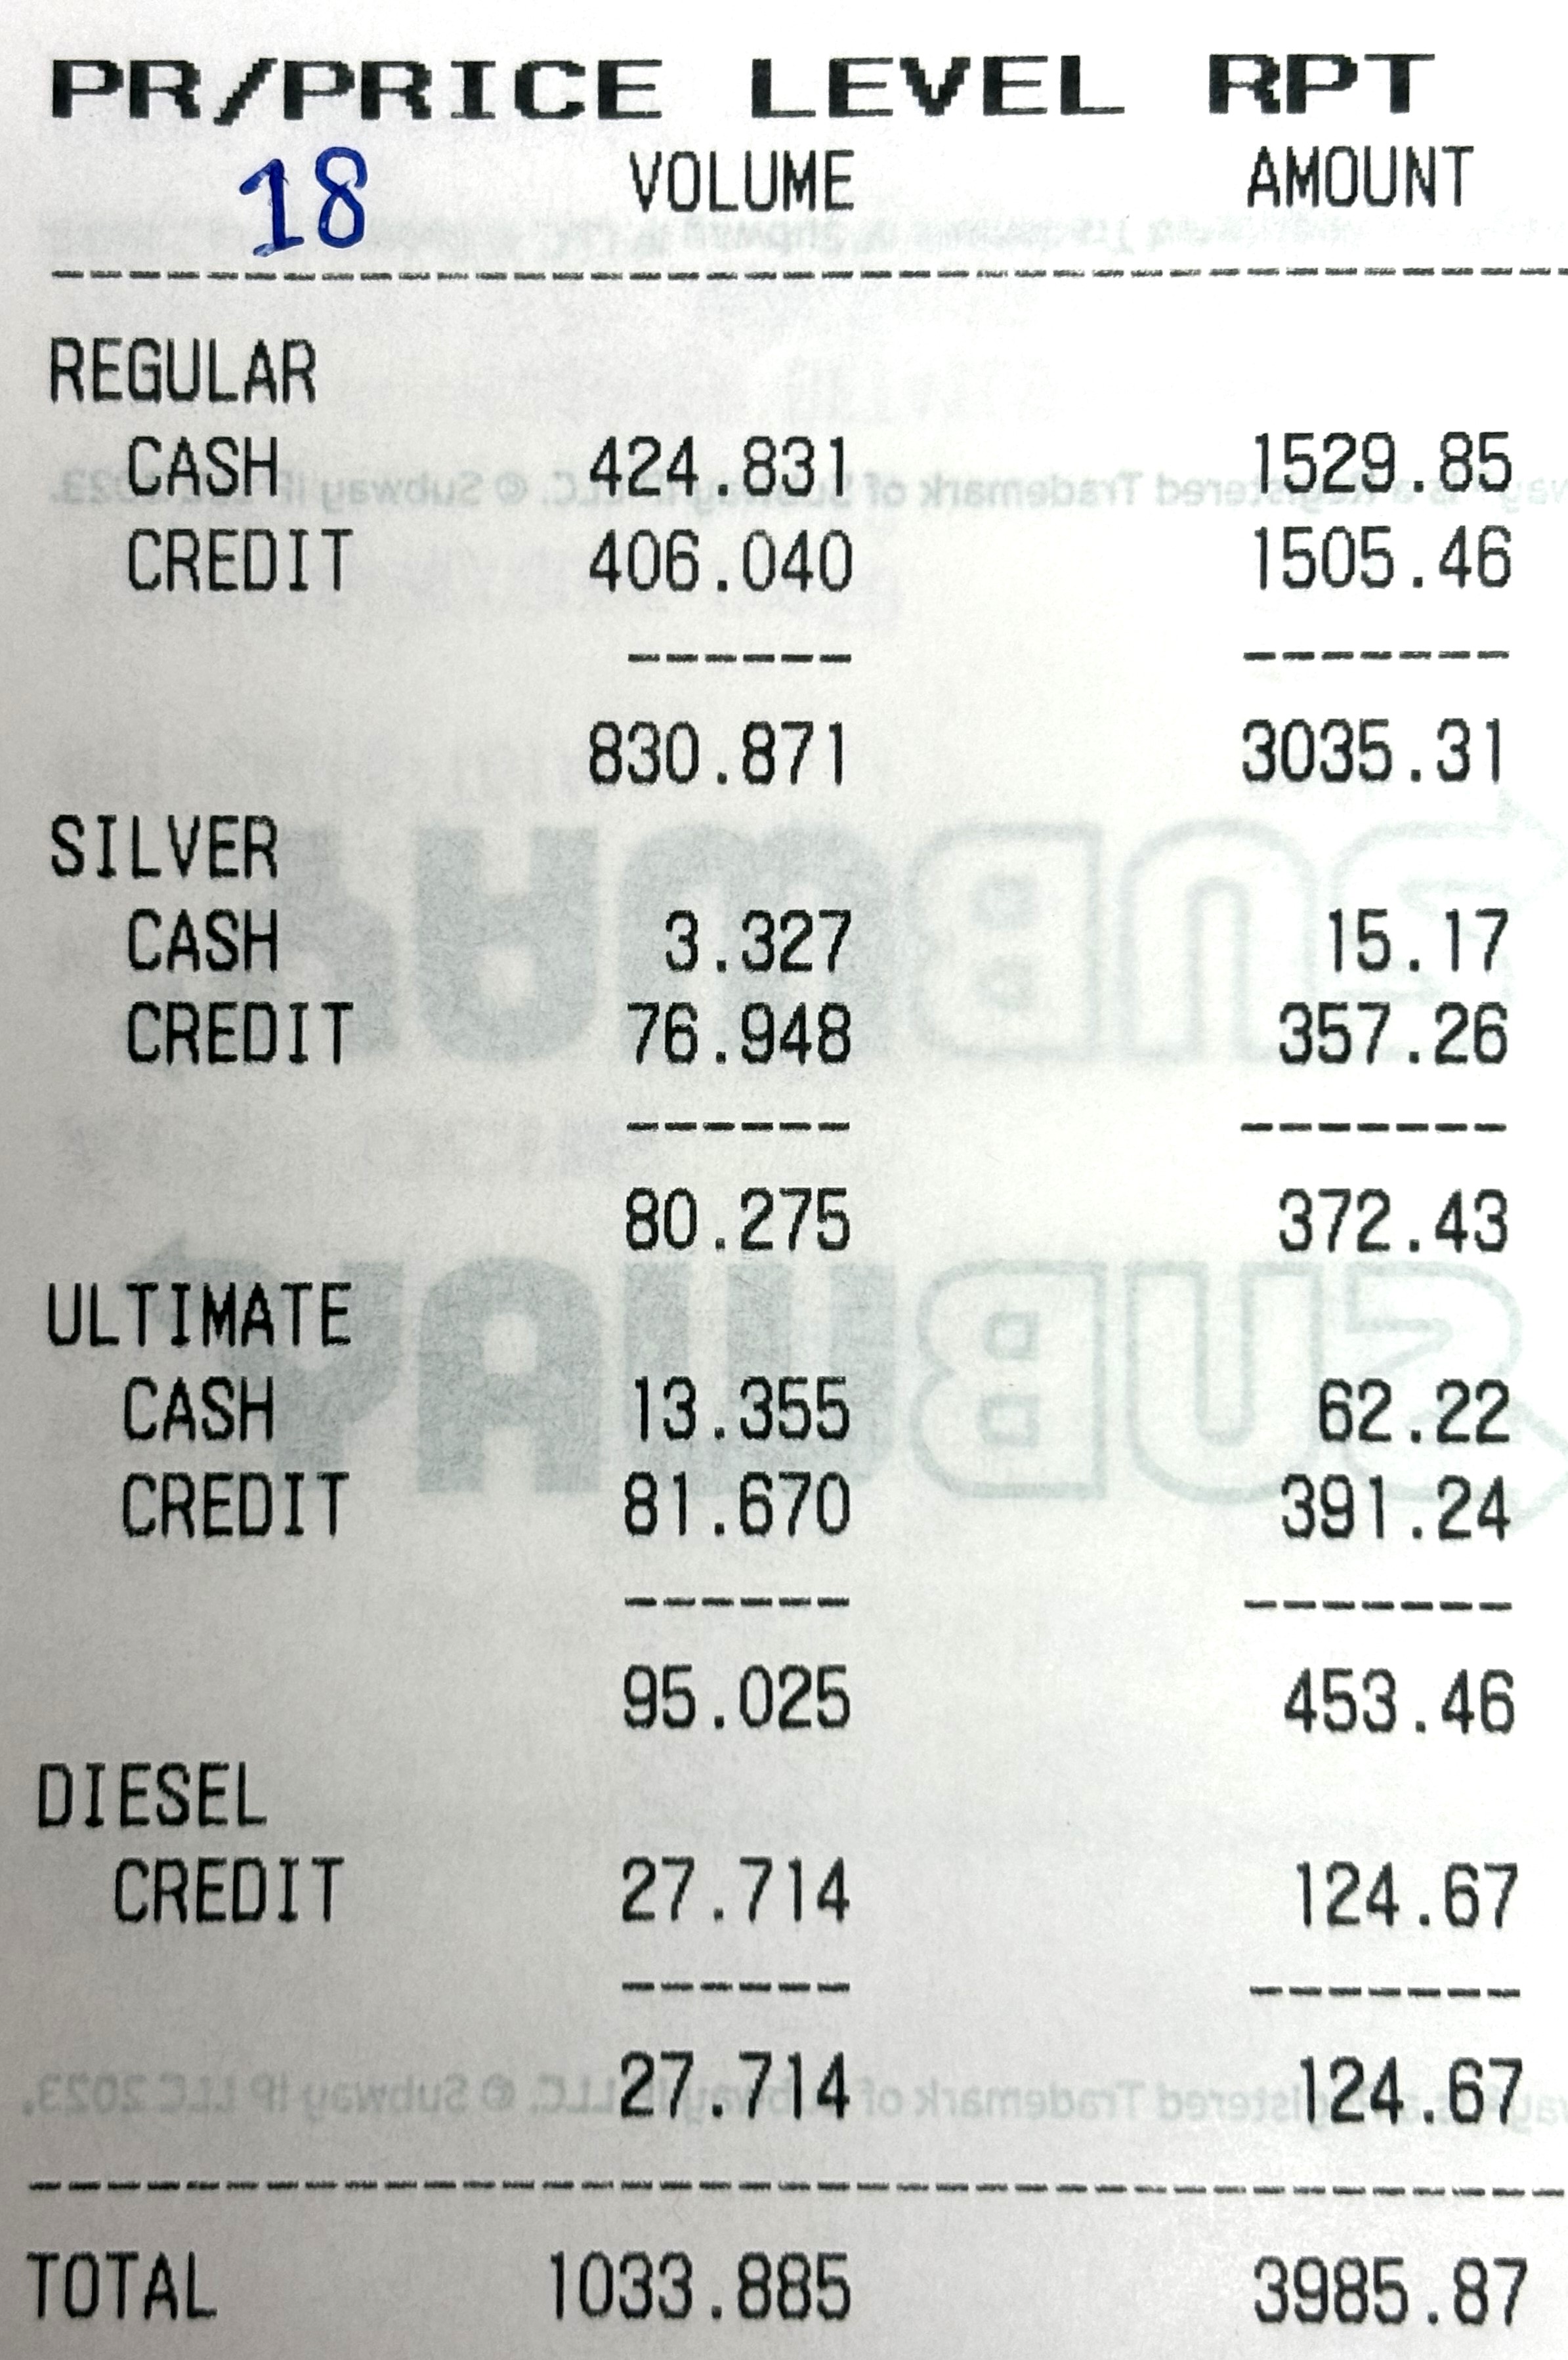 PR/PRICE LEVEL RPT
18 VOLUME AMOUNT
REGULAR
CASH 424.831 1529.85
CREDIT 406.040 1505.46
830.871 3035.31
SILVER
CASH 3.327 15.17
CREDIT 76.948 357.26
80.275 372.43
ULTIMATE
CASH 13.355 62.22
CREDIT 81.670 391.24
95.025 453.46
DIESEL
CREDIT 27.714 124.67
27.714 124.67
TOTAL 1033.885 3985.87